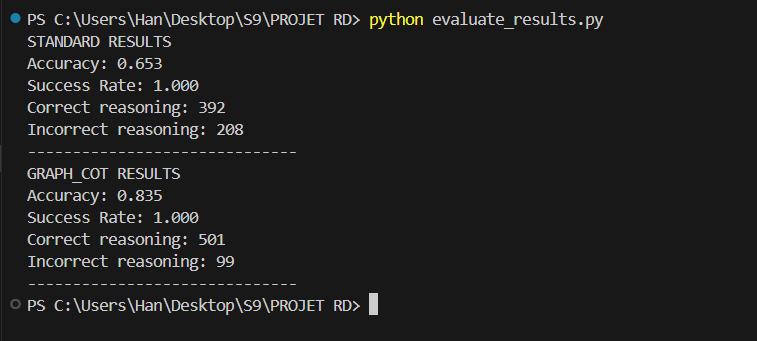 PS C:\Users\Han\Desktop\S9\PROJET RD> python evaluate_results.py
STANDARD RESULTS
Accuracy: 0.653
Success Rate: 1.000
Correct reasoning: 392
Incorrect reasoning: 208
------------------------------
GRAPH_COT RESULTS
Accuracy: 0.835
Success Rate: 1.000
Correct reasoning: 501
Incorrect reasoning: 99
------------------------------
PS C:\Users\Han\Desktop\S9\PROJET RD>